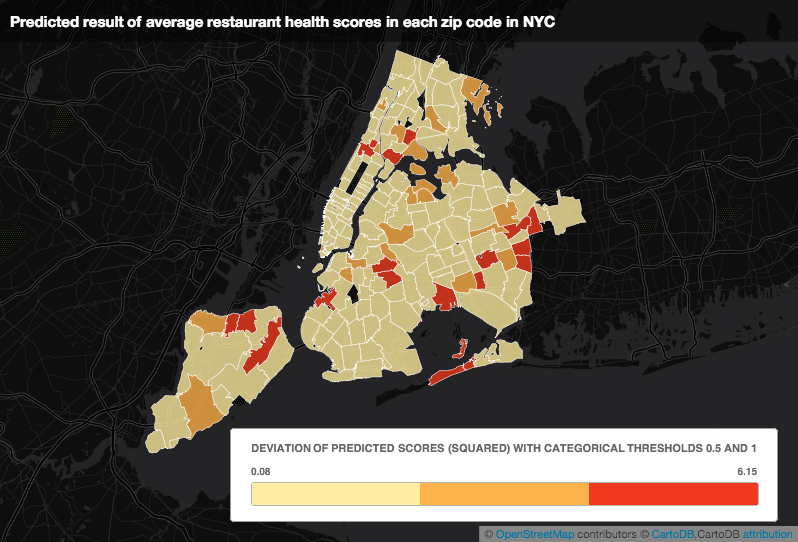 Predicted result of average restaurant health scores in each zip code in NYC
DEVIATION OF PREDICTED SCORES (SQUARED) WITH CATEGORICAL THRESHOLDS 0.5 AND 1
0.08 6.15
© OpenStreetMap contributors © CartoDB,CartoDB attribution